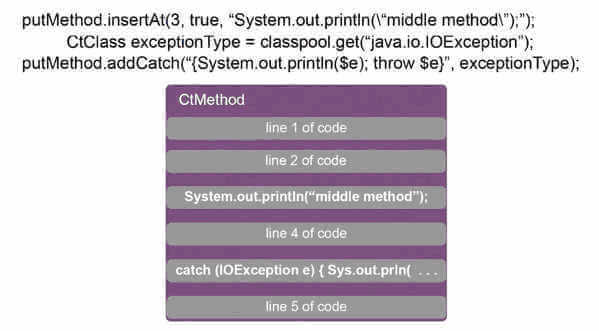 putMethod.insertAt(3, true, “System.out.println(\“middle method\”);”);
CtClass exceptionType = classpool.get(“java.io.IOException”);
putMethod.addCatch(“{System.out.println($e); throw $e}”, exceptionType);
CtMethod
line 1 of code
line 2 of code
System.out.println(“middle method”);
line 4 of code
catch (IOException e) { Sys.out.prln( ...
line 5 of code